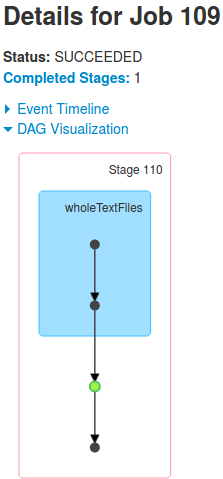 Details for Job 109
Status: SUCCEEDED
Completed Stages: 1
Event Timeline
DAG Visualization
Stage 110
wholeTextFiles